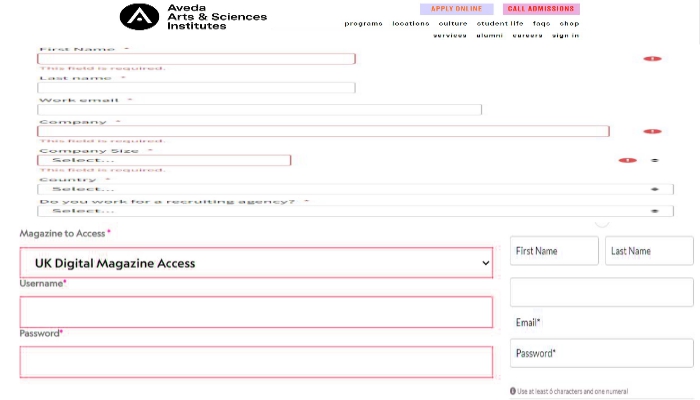 Aveda
Arts & Sciences
Institutes
APPLY ONLINE CALL ADMISSIONS
programs locations culture student life faqs shop
services alumni careers sign in
First Name *
This field is required.
Last name *
Work email *
Company *
This field is required.
Company Size *
Select...
This field is required.
Country *
Select...
Do you work for a recruiting agency? *
Select...
Magazine to Access *
UK Digital Magazine Access
Username*
Password*
First Name Last Name
Email*
Password*
Use at least 6 characters and one numeral